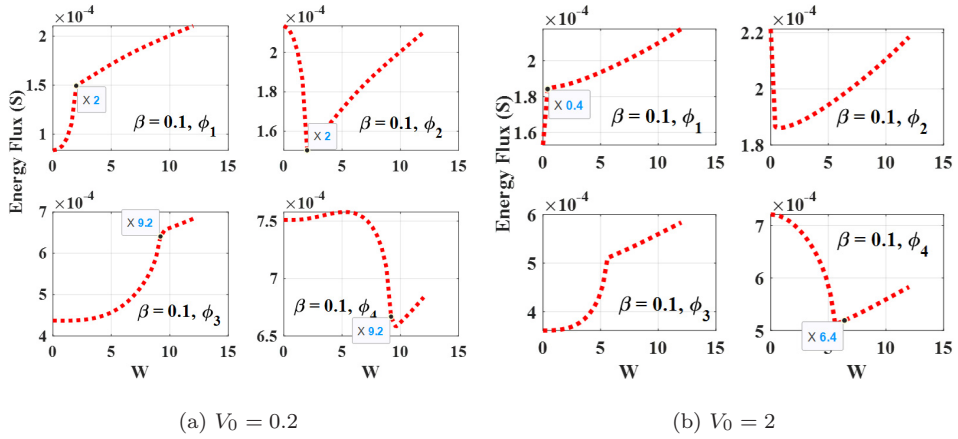 ×10⁻⁴ ×10⁻⁴ ×10⁻⁴ ×10⁻⁴
2 2 2 2.2
1.5 1.8 1.8 2
1 1.6 1.6 1.8
X 2 X 2 X 0.4
β = 0.1, ϕ₁ β = 0.1, ϕ₂ β = 0.1, ϕ₁ β = 0.1, ϕ₂
0 5 10 15 0 5 10 15 0 5 10 15 0 5 10 15
Energy Flux (S) Energy Flux (S)
×10⁻⁴ ×10⁻⁴ ×10⁻⁴ ×10⁻⁴
7 7.5 6 8
6 7 5 7
5 6.5 4 6
4 5
X 9.2 X 9.2 X 6.4
β = 0.1, ϕ₃ β = 0.1, ϕ₄ β = 0.1, ϕ₃ β = 0.1, ϕ₄
0 5 10 15 0 5 10 15 0 5 10 15 0 5 10 15
W W W W
(a) V₀ = 0.2 (b) V₀ = 2